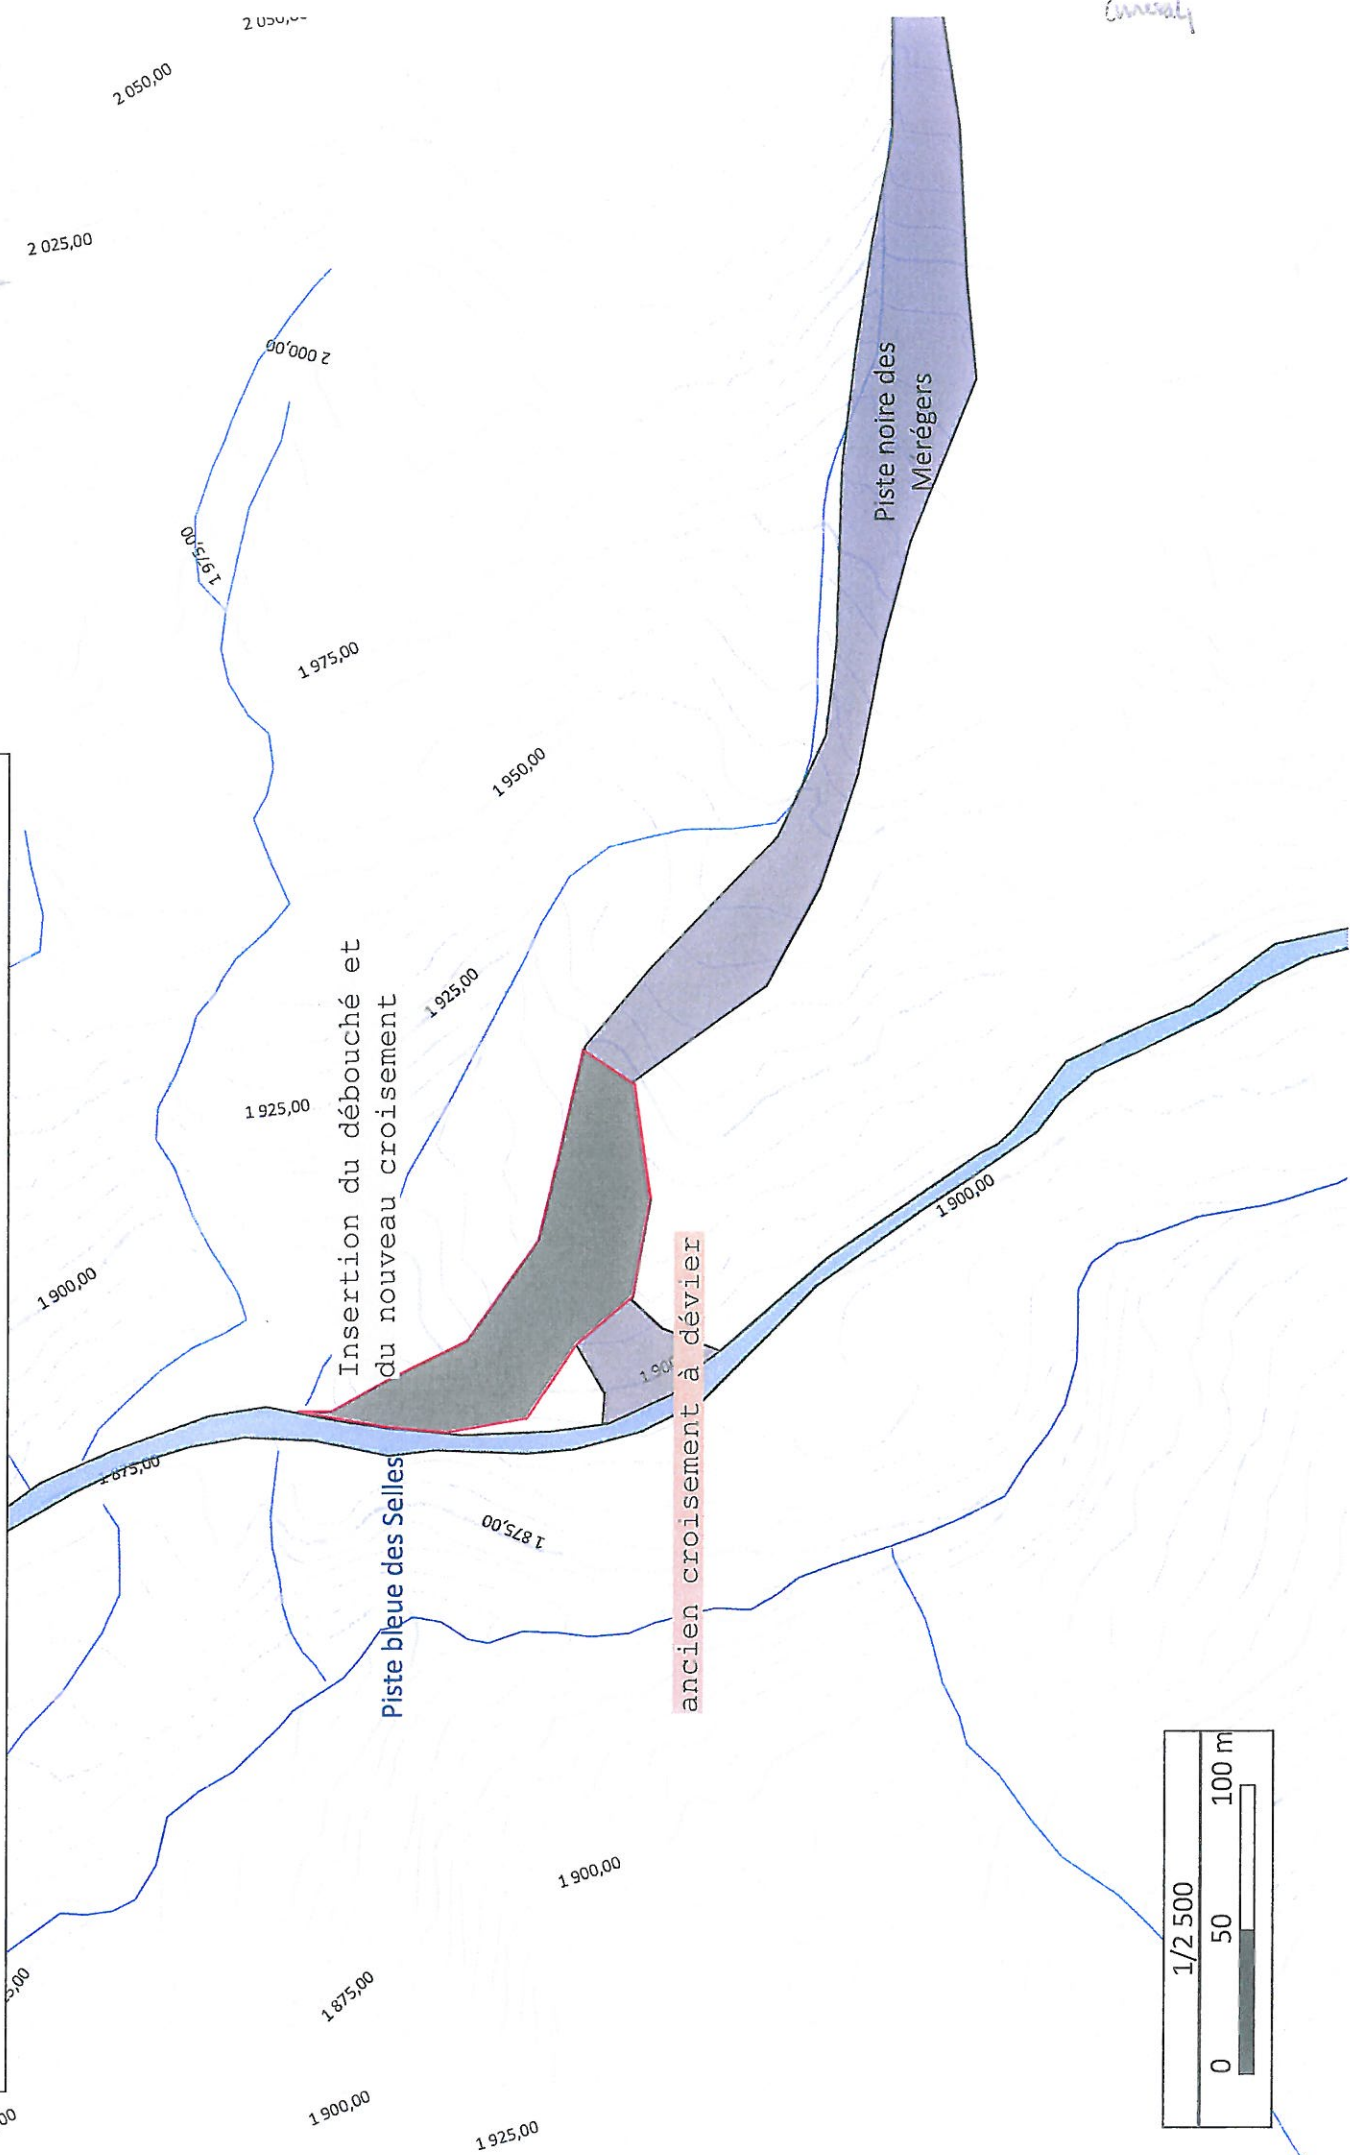 2 050,00
2 025,00
2 000,00
1 975,00
1 975,00
1 950,00
Piste noire des
Mérégers
1 925,00
1 925,00
Insertion du débouché et
du nouveau croisement
1 900,00
1 900,00
ancien croisement à dévier
1 875,00
Piste bleue des Selles
1 875,00
1 900,00
1 875,00
1 900,00
1 925,00
1/2 500
0 50 100 m